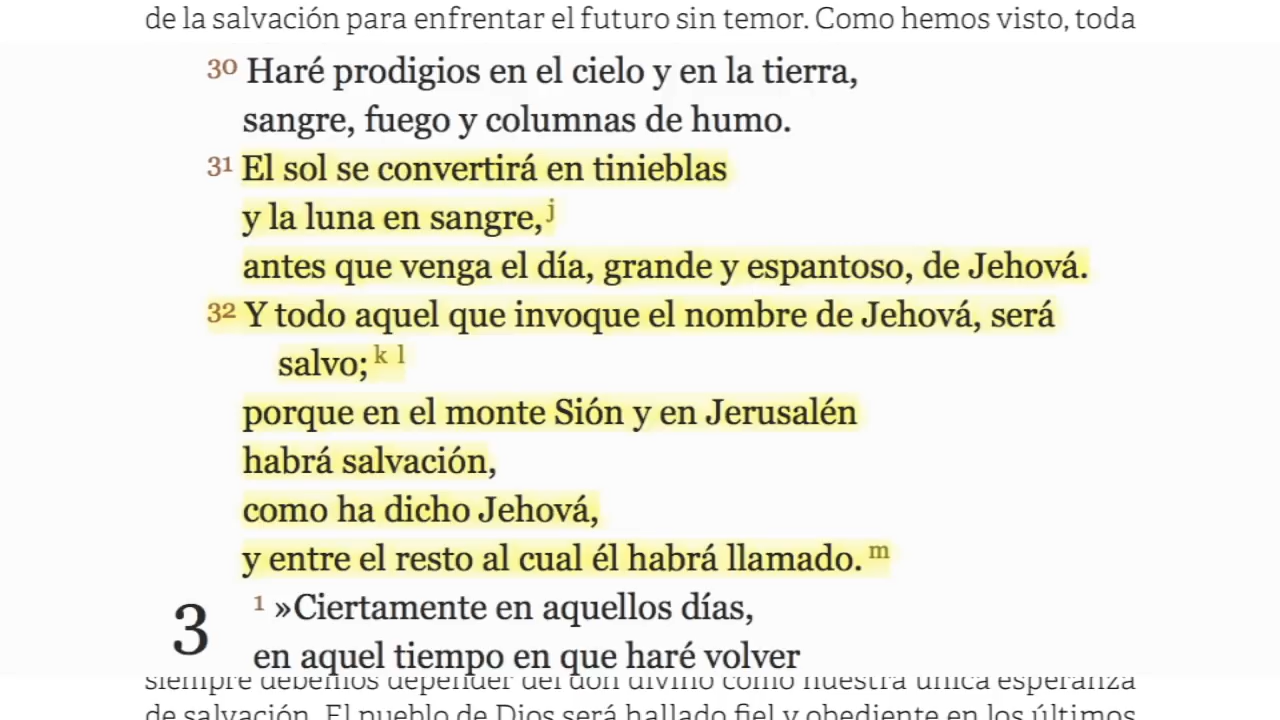 de la salvación para enfrentar el futuro sin temor. Como hemos visto, toda
30 Haré prodigios en el cielo y en la tierra,
sangre, fuego y columnas de humo.
31 El sol se convertirá en tinieblas
y la luna en sangre, j
antes que venga el día, grande y espantoso, de Jehová.
32 Y todo aquel que invoque el nombre de Jehová, será
salvo; k l
porque en el monte Sión y en Jerusalén
habrá salvación,
como ha dicho Jehová,
y entre el resto al cual él habrá llamado. m
3 1 »Ciertamente en aquellos días,
en aquel tiempo en que haré volver
siempre debemos depender del don divino como nuestra única esperanza
de salvación. El pueblo de Dios será hallado fiel y obediente en los últimos